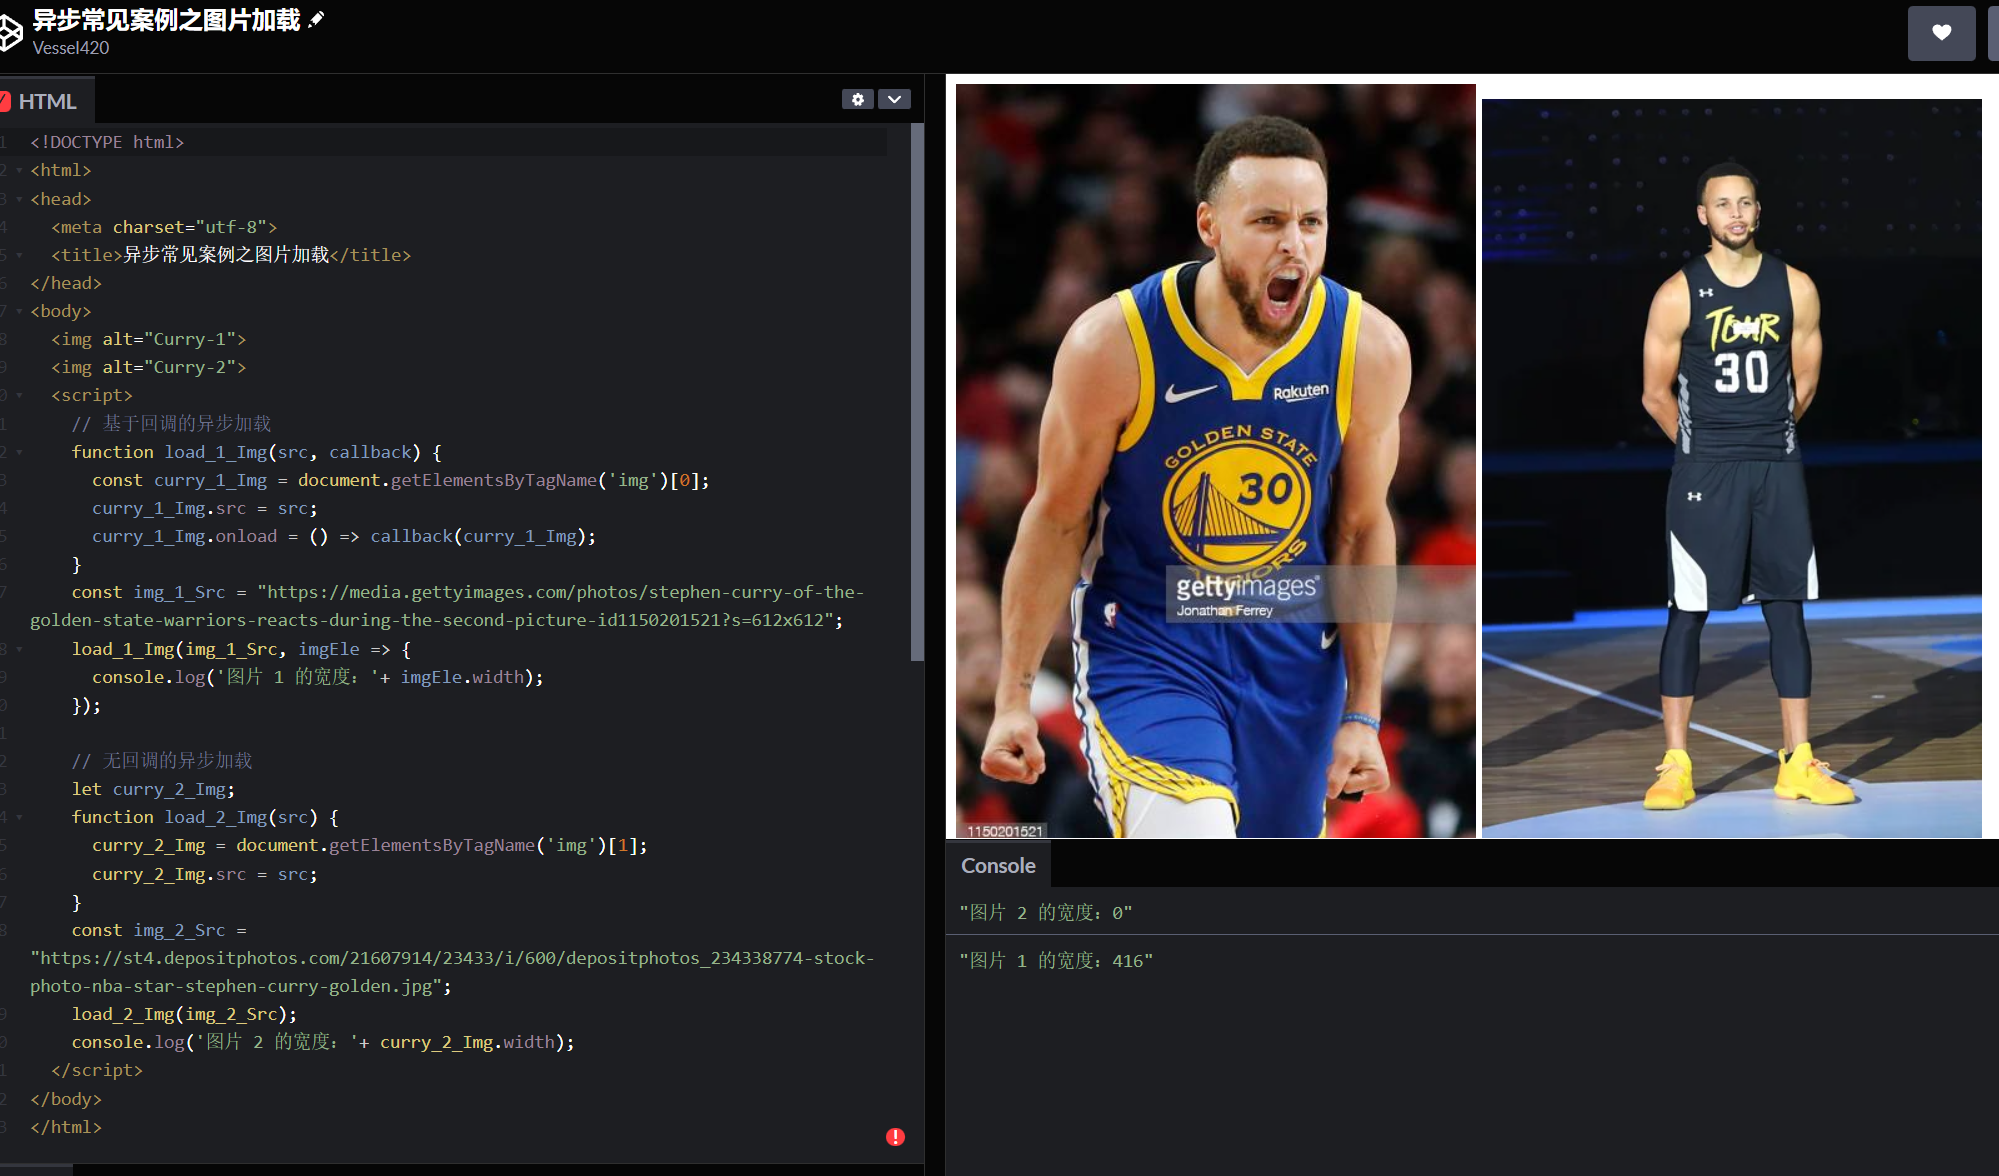 异步常见案例之图片加载
Vessel420
HTML
<!DOCTYPE html>
<html>
<head>
<meta charset="utf-8">
<title>异步常见案例之图片加载</title>
</head>
<body>
<img alt="Curry-1">
<img alt="Curry-2">
<script>
// 基于回调的异步加载
function load_1_Img(src, callback) {
const curry_1_Img = document.getElementsByTagName('img')[0];
curry_1_Img.src = src;
curry_1_Img.onload = () => callback(curry_1_Img);
}
const img_1_Src = "https://media.gettyimages.com/photos/stephen-curry-of-the-
golden-state-warriors-reacts-during-the-second-picture-id1150201521?s=612x612";
load_1_Img(img_1_Src, imgEle => {
console.log('图片 1 的宽度：'+ imgEle.width);
});
// 无回调的异步加载
let curry_2_Img;
function load_2_Img(src) {
curry_2_Img = document.getElementsByTagName('img')[1];
curry_2_Img.src = src;
}
const img_2_Src =
"https://st4.depositphotos.com/21607914/23433/i/600/depositphotos_234338774-stock-
photo-nba-star-stephen-curry-golden.jpg";
load_2_Img(img_2_Src);
console.log('图片 2 的宽度：'+ curry_2_Img.width);
</script>
</body>
</html>
Rakuten
GOLDEN STATE
30
WARRIORS
gettyimages®
Jonathan Ferrey
1150201521
TOUR
30
Console
"图片 2 的宽度：0"
"图片 1 的宽度：416"